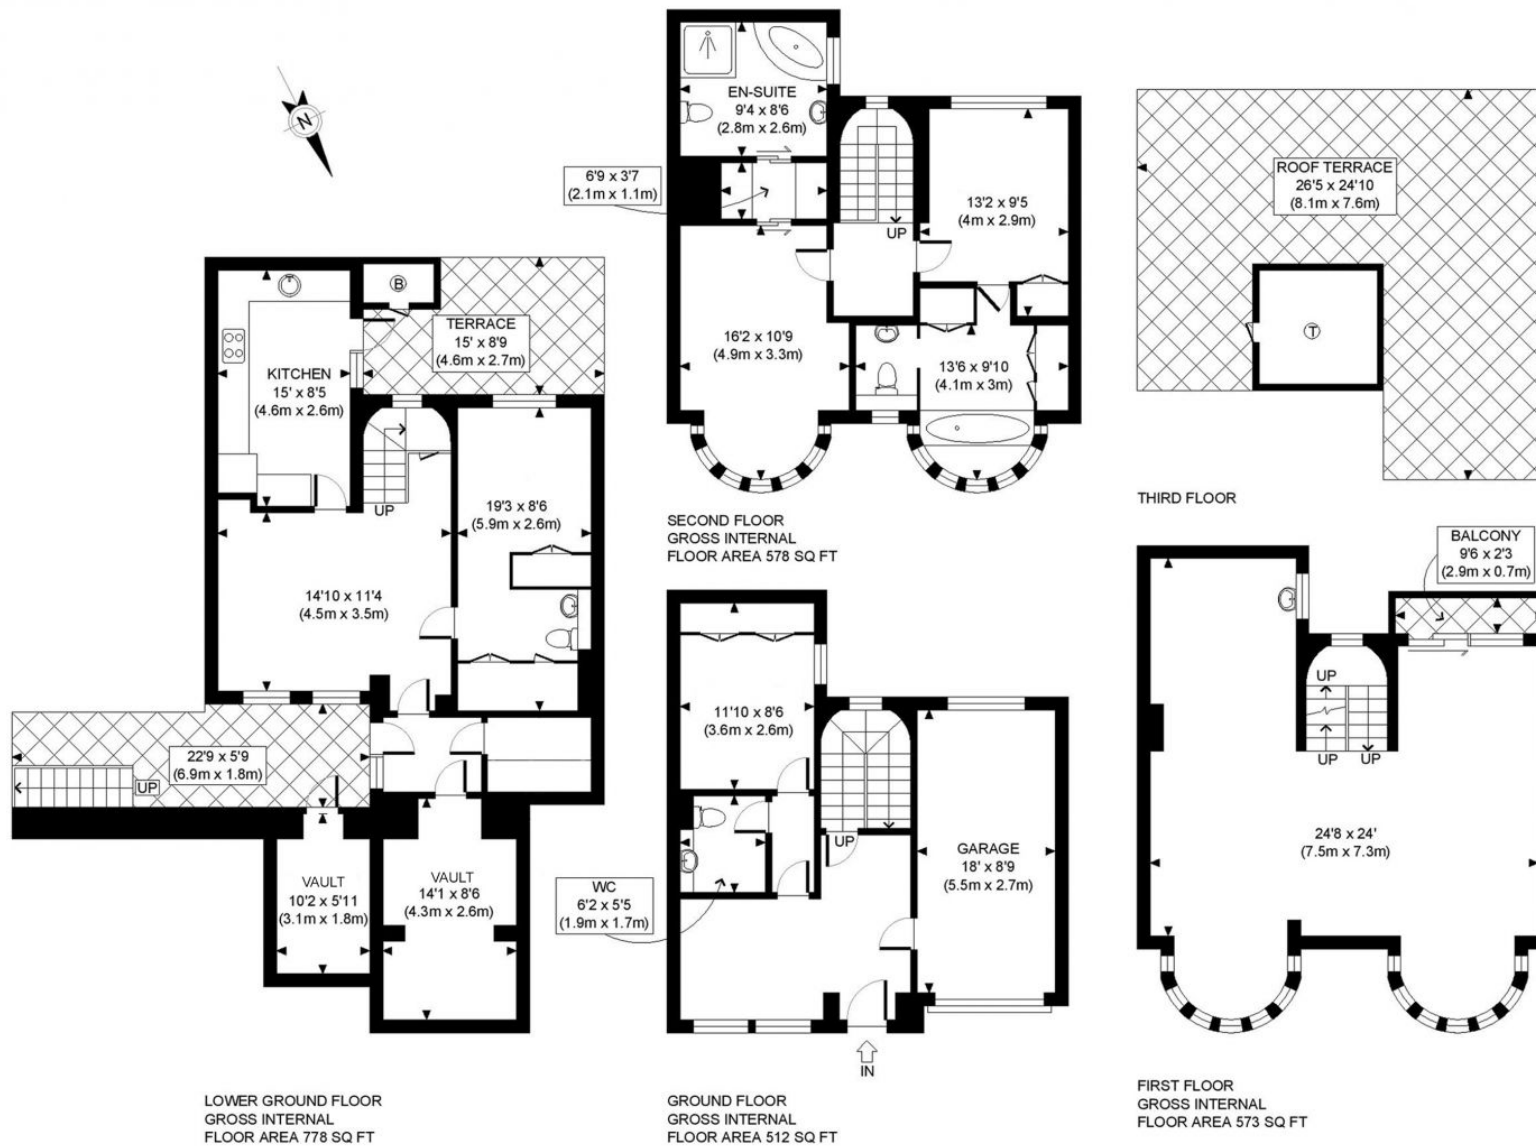 N
EN-SUITE
9'4 x 8'6
(2.8m x 2.6m)
6'9 x 3'7
(2.1m x 1.1m)
UP
13'2 x 9'5
(4m x 2.9m)
16'2 x 10'9
(4.9m x 3.3m)
13'6 x 9'10
(4.1m x 3m)
SECOND FLOOR
GROSS INTERNAL
FLOOR AREA 578 SQ FT
ROOF TERRACE
26'5 x 24'10
(8.1m x 7.6m)
T
THIRD FLOOR
B
TERRACE
15' x 8'9
(4.6m x 2.7m)
KITCHEN
15' x 8'5
(4.6m x 2.6m)
UP
19'3 x 8'6
(5.9m x 2.6m)
14'10 x 11'4
(4.5m x 3.5m)
22'9 x 5'9
(6.9m x 1.8m)
UP
VAULT
10'2 x 5'11
(3.1m x 1.8m)
VAULT
14'1 x 8'6
(4.3m x 2.6m)
LOWER GROUND FLOOR
GROSS INTERNAL
FLOOR AREA 778 SQ FT
11'10 x 8'6
(3.6m x 2.6m)
UP
WC
6'2 x 5'5
(1.9m x 1.7m)
GARAGE
18' x 8'9
(5.5m x 2.7m)
IN
GROUND FLOOR
GROSS INTERNAL
FLOOR AREA 512 SQ FT
BALCONY
9'6 x 2'3
(2.9m x 0.7m)
UP
UP UP
24'8 x 24'
(7.5m x 7.3m)
FIRST FLOOR
GROSS INTERNAL
FLOOR AREA 573 SQ FT